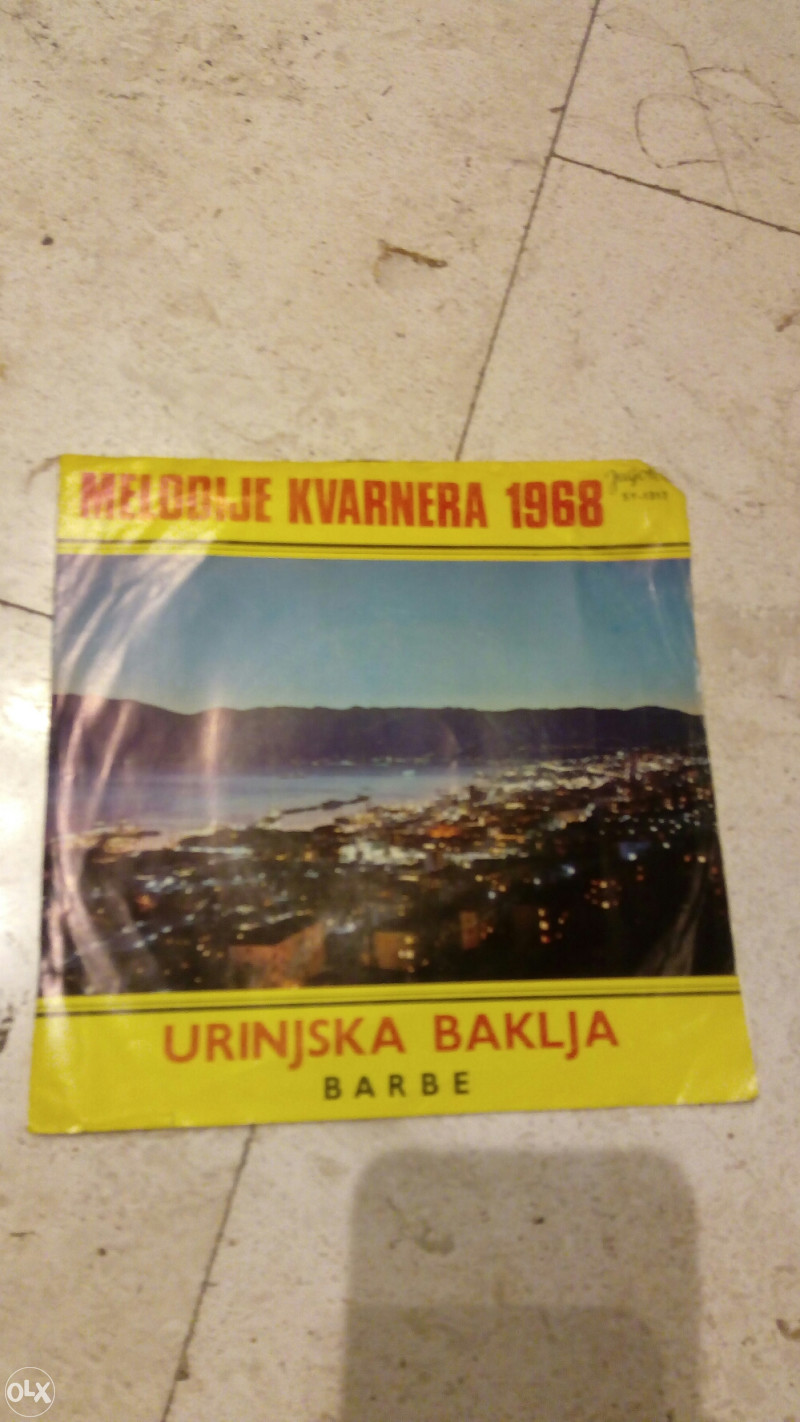 MELODIJE KVARNERA 1968
URINJSKA BAKLJA
BARBE
OLX